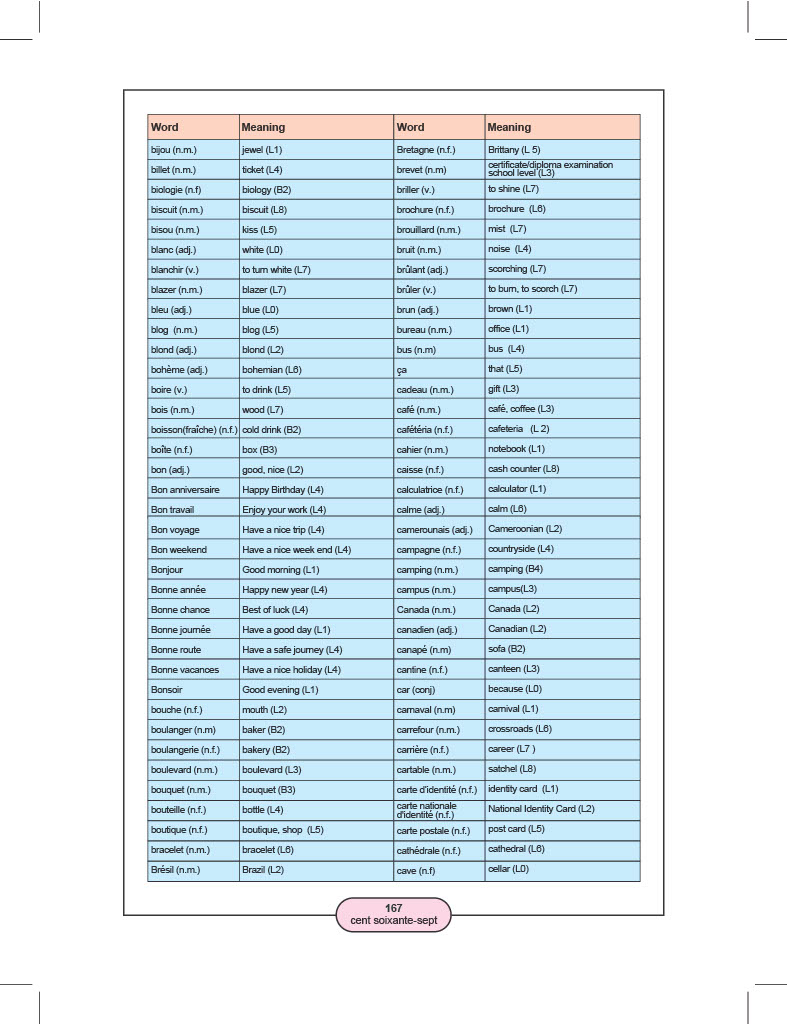 Word Meaning Word Meaning
bijou (n.m.) jewel (L1) Bretagne (n.f.) Brittany (L 5)
billet (n.m.) ticket (L4) brevet (n.m) certificate/diploma examination
school level (L3)
biologie (n.f) biology (B2) briller (v.) to shine (L7)
biscuit (n.m.) biscuit (L8) brochure (n.f.) brochure (L6)
bisou (n.m.) kiss (L5) brouillard (n.m.) mist (L7)
blanc (adj.) white (L0) bruit (n.m.) noise (L4)
blanchir (v.) to turn white (L7) brûlant (adj.) scorching (L7)
blazer (n.m.) blazer (L7) brûler (v.) to burn, to scorch (L7)
bleu (adj.) blue (L0) brun (adj.) brown (L1)
blog (n.m.) blog (L5) bureau (n.m.) office (L1)
blond (adj.) blond (L2) bus (n.m) bus (L4)
bohème (adj.) bohemian (L6) ça that (L5)
boire (v.) to drink (L5) cadeau (n.m.) gift (L3)
bois (n.m.) wood (L7) café (n.m.) café, coffee (L3)
boisson(fraîche) (n.f.) cold drink (B2) cafétéria (n.f.) cafeteria (L 2)
boîte (n.f.) box (B3) cahier (n.m.) notebook (L1)
bon (adj.) good, nice (L2) caisse (n.f.) cash counter (L8)
Bon anniversaire Happy Birthday (L4) calculatrice (n.f.) calculator (L1)
Bon travail Enjoy your work (L4) calme (adj.) calm (L6)
Bon voyage Have a nice trip (L4) camerounais (adj.) Cameroonian (L2)
Bon weekend Have a nice week end (L4) campagne (n.f.) countryside (L4)
Bonjour Good morning (L1) camping (n.m.) camping (B4)
Bonne année Happy new year (L4) campus (n.m.) campus(L3)
Bonne chance Best of luck (L4) Canada (n.m.) Canada (L2)
Bonne journée Have a good day (L1) canadien (adj.) Canadian (L2)
Bonne route Have a safe journey (L4) canapé (n.m) sofa (B2)
Bonne vacances Have a nice holiday (L4) cantine (n.f.) canteen (L3)
Bonsoir Good evening (L1) car (conj) because (L0)
bouche (n.f.) mouth (L2) carnaval (n.m) carnival (L1)
boulanger (n.m) baker (B2) carrefour (n.m.) crossroads (L6)
boulangerie (n.f.) bakery (B2) carrière (n.f.) career (L7 )
boulevard (n.m.) boulevard (L3) cartable (n.m.) satchel (L8)
bouquet (n.m.) bouquet (B3) carte d'identité (n.f.) identity card (L1)
bouteille (n.f.) bottle (L4) carte nationale
d'identité (n.f.) National Identity Card (L2)
boutique (n.f.) boutique, shop (L5) carte postale (n.f.) post card (L5)
bracelet (n.m.) bracelet (L6) cathédrale (n.f.) cathedral (L6)
Brésil (n.m.) Brazil (L2) cave (n.f) cellar (L0)
167
cent soixante-sept